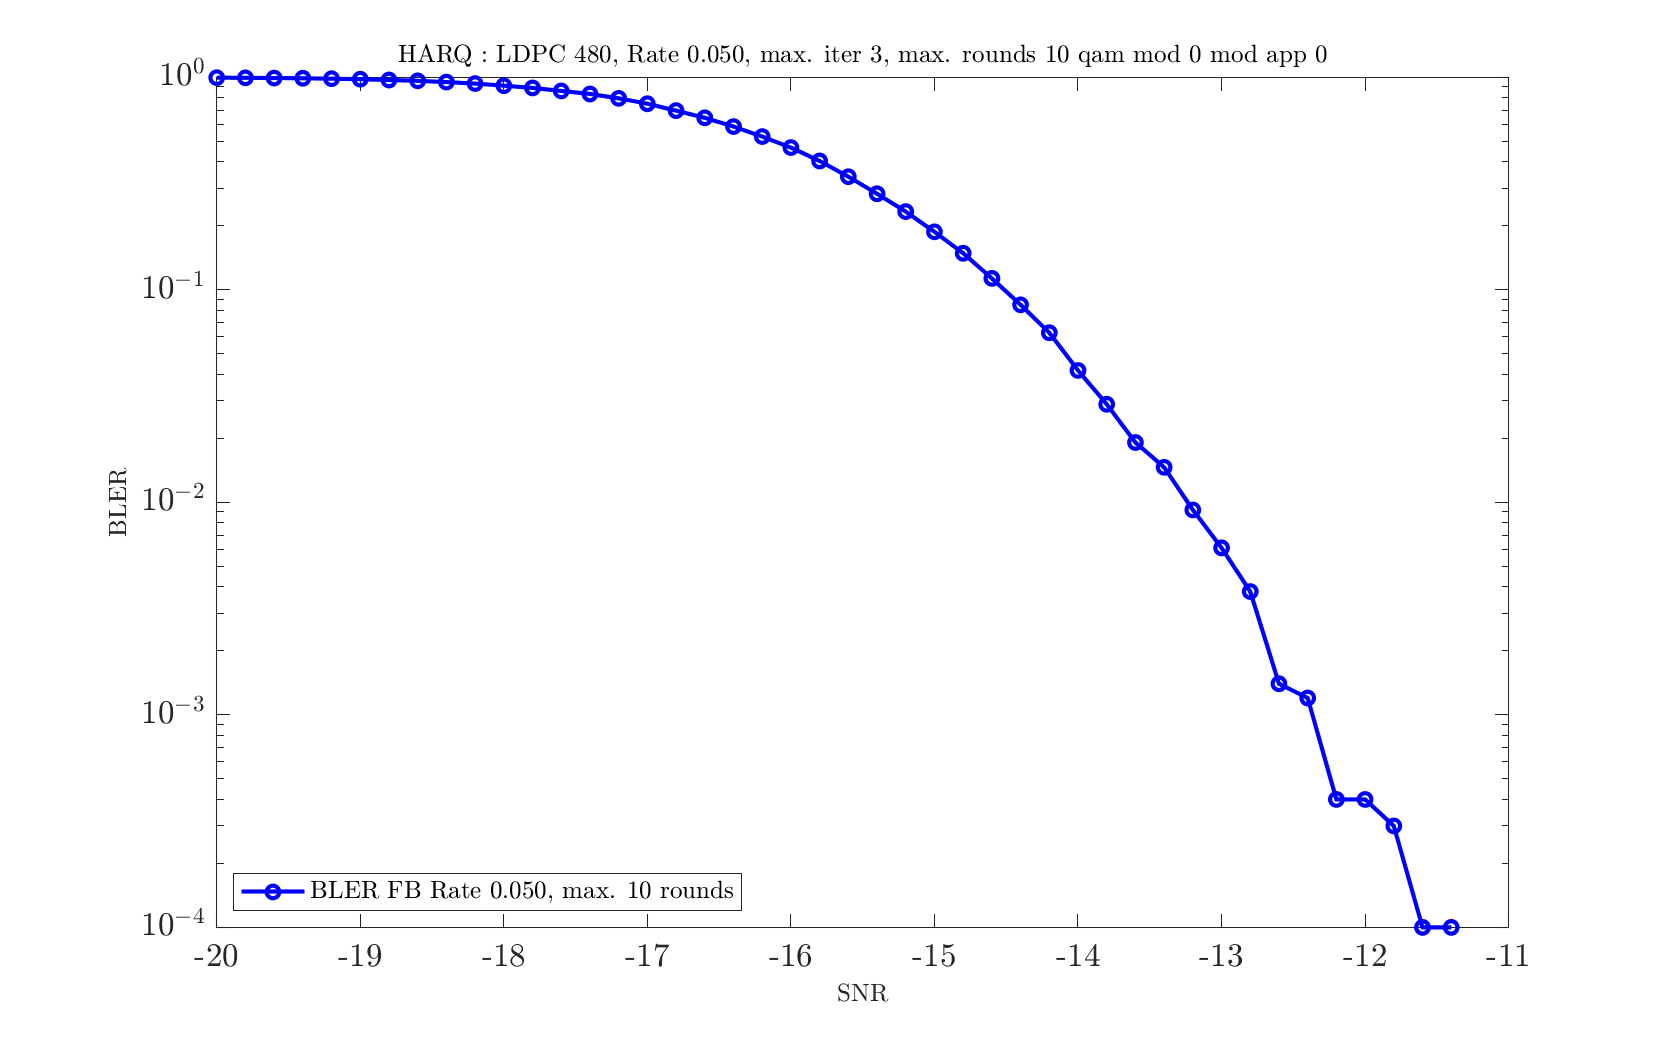 HARQ : LDPC 480, Rate 0.050, max. iter 3, max. rounds 10 qam mod 0 mod app 0
10^0
10^-1
10^-2
10^-3
10^-4
BLER
BLER FB Rate 0.050, max. 10 rounds
-20 -19 -18 -17 -16 -15 -14 -13 -12 -11
SNR